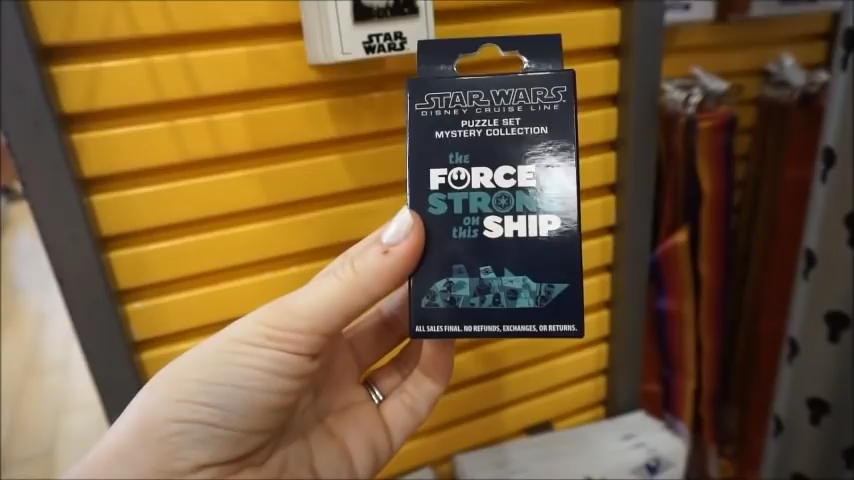 STAR
WARS
STAR WARS
DISNEY CRUISE LINE
PUZZLE SET
MYSTERY COLLECTION
the
FORCE
STRONG
on
this SHIP
ALL SALES FINAL. NO REFUNDS, EXCHANGES, OR RETURNS.